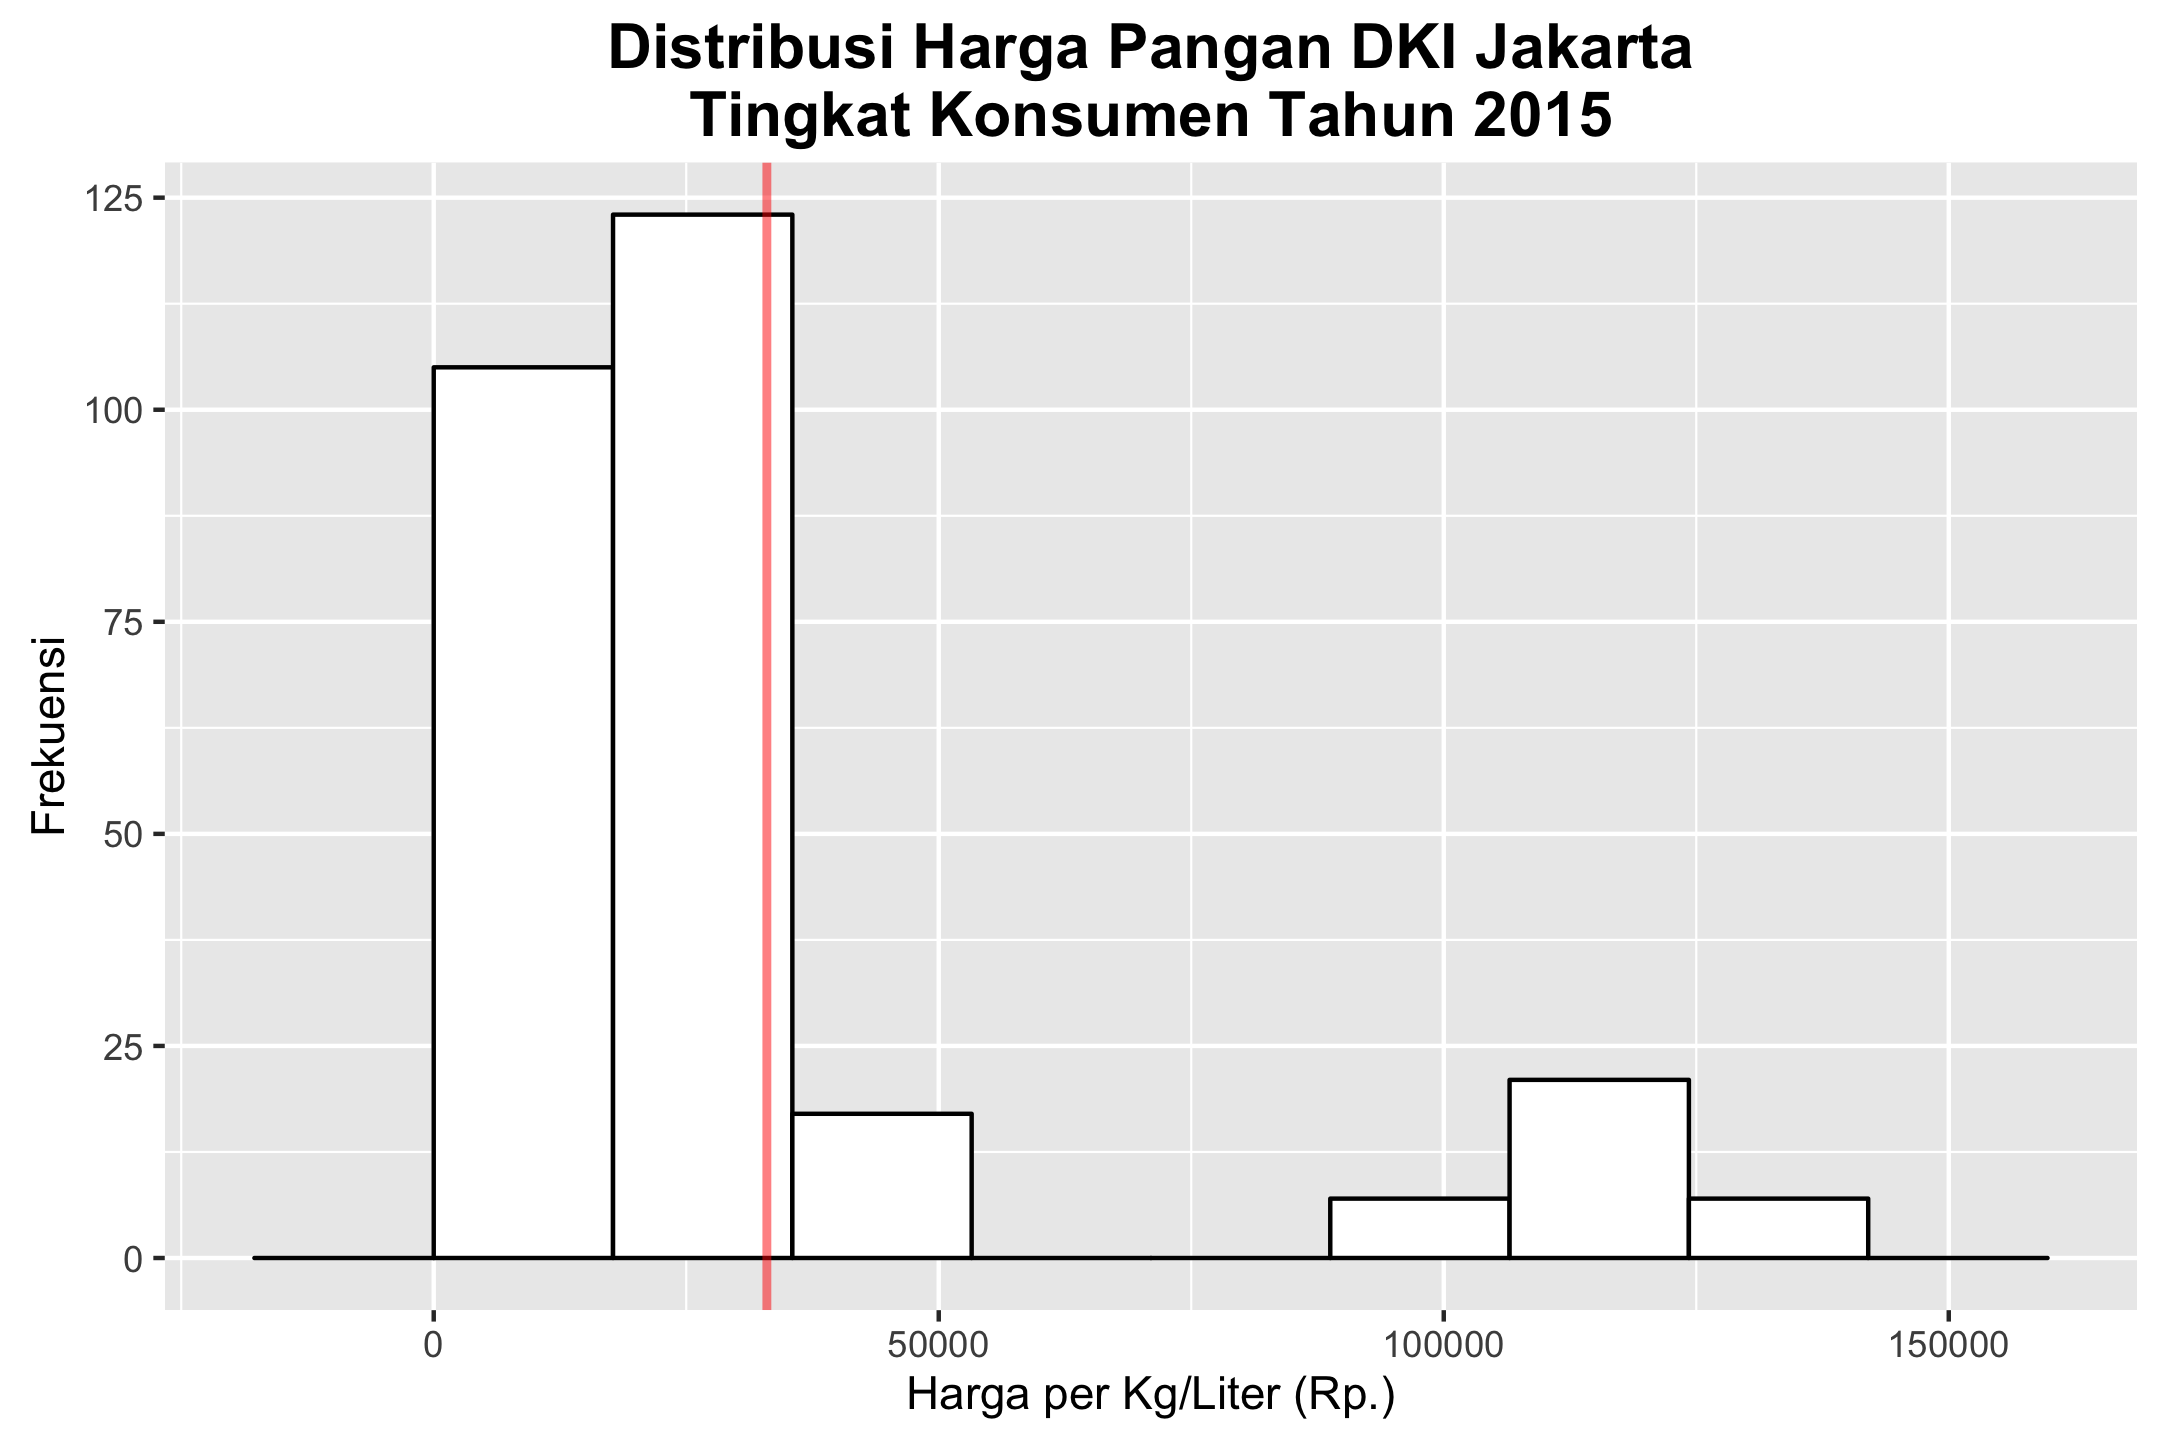 Distribusi Harga Pangan DKI Jakarta
Tingkat Konsumen Tahun 2015
Frekuensi
125
100
75
50
25
0
0 50000 100000 150000
Harga per Kg/Liter (Rp.)